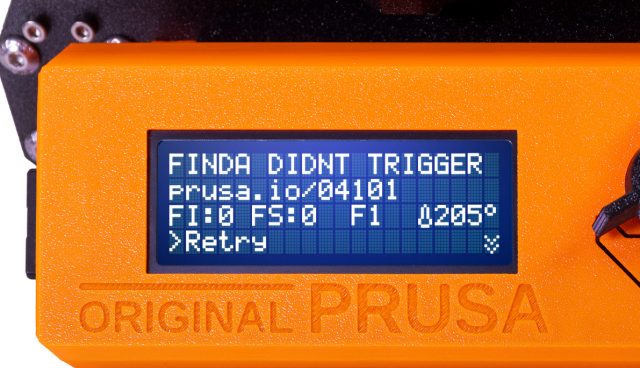 FINDA DIDNT TRIGGER
prusa.io/04101
FI:0 FS:0 F1 205°
>Retry
ORIGINAL PRUSA